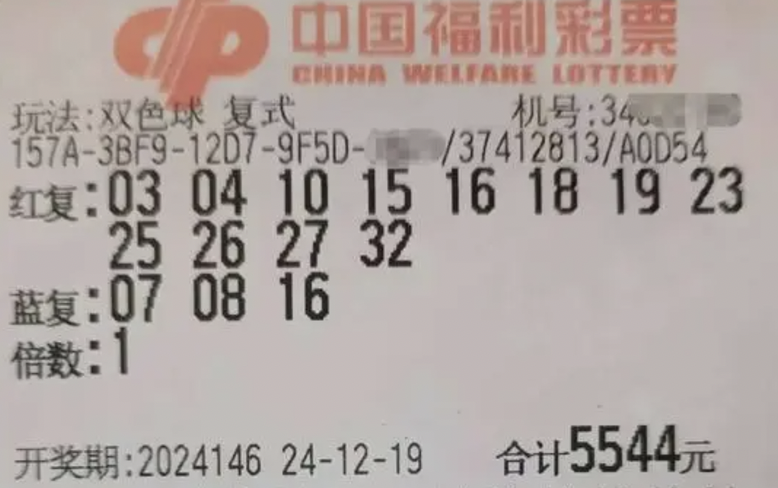 中国福利彩票
CHINA WELFARE LOTTERY
玩法:双色球 复式 机号:34
157A-3BF9-12D7-9F5D- /37412813/A0D54
红复:03 04 10 15 16 18 19 23
25 26 27 32
蓝复:07 08 16
倍数:1
开奖期:2024146 24-12-19 合计5544元